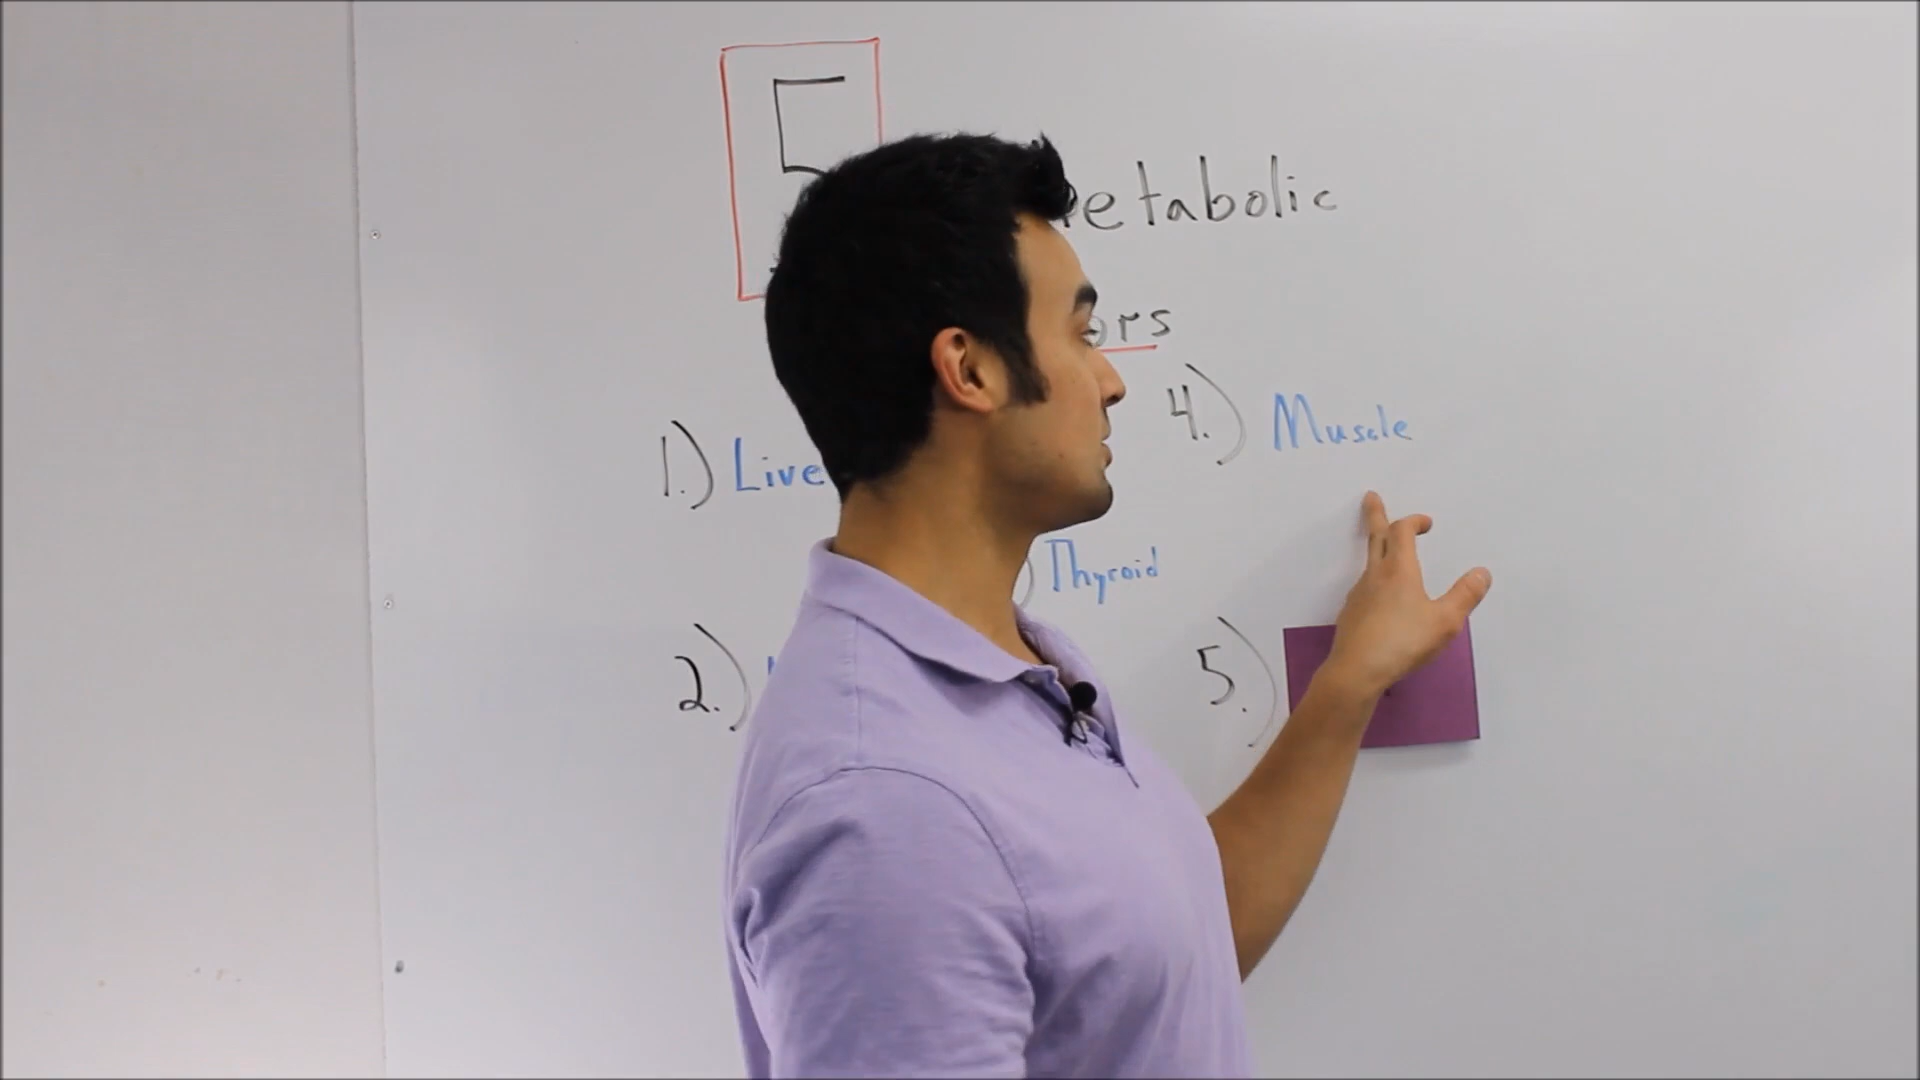 5
etabolic
ors
1.) Live
2.)
) Thyroid
4.) Muscle
5.)